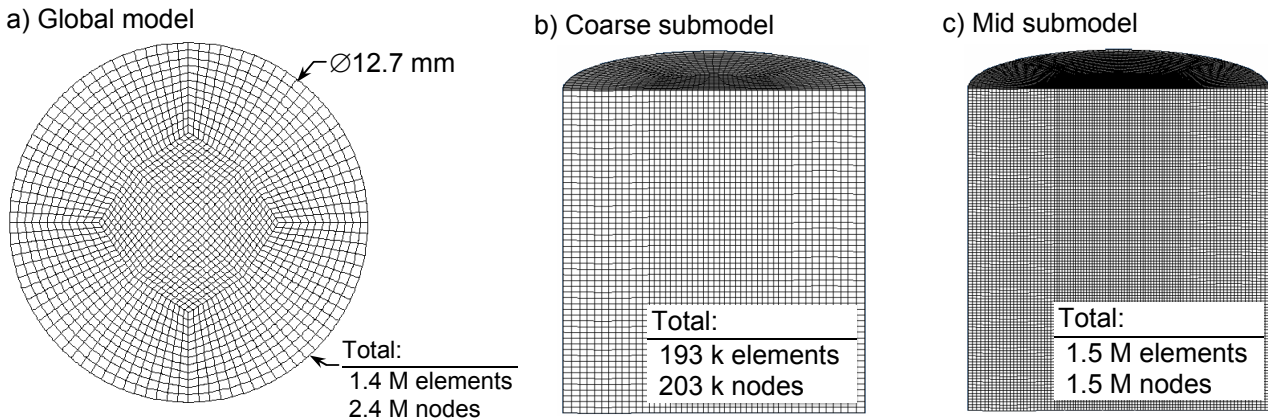 a) Global model
∅12.7 mm
Total:
1.4 M elements
2.4 M nodes
b) Coarse submodel
Total:
193 k elements
203 k nodes
c) Mid submodel
Total:
1.5 M elements
1.5 M nodes